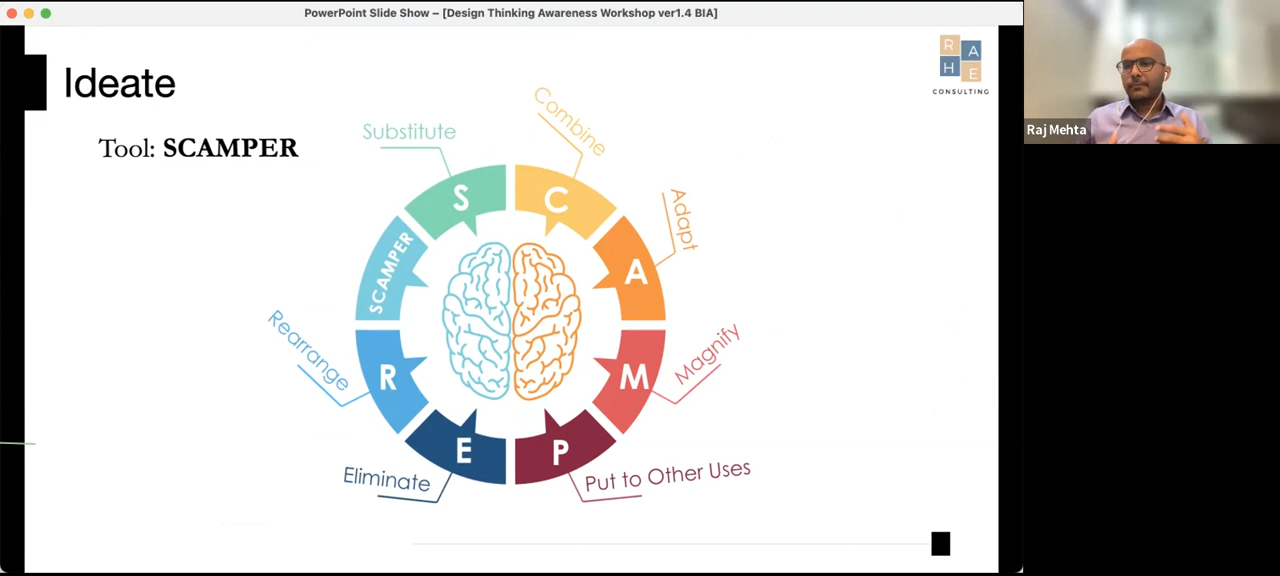 PowerPoint Slide Show – [Design Thinking Awareness Workshop ver1.4 BIA]
Ideate
R
A
H
E
CONSULTING
Raj Mehta
Tool: SCAMPER
Substitute
Combine
Adapt
Magnify
Put to Other Uses
Eliminate
Rearrange
SCAMPER
S
C
A
M
P
E
R